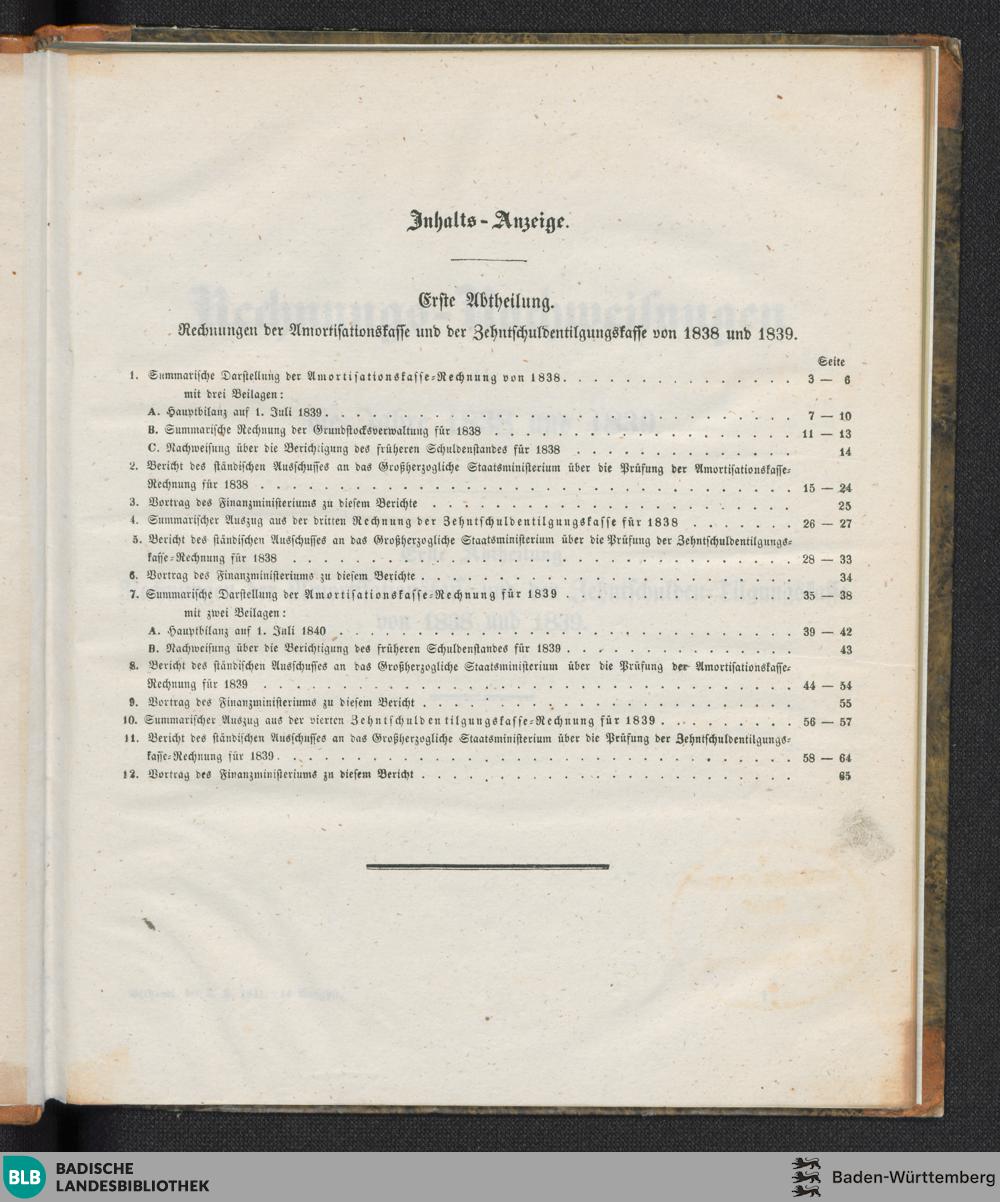 Inhalts-Anzeige.
Erste Abtheilung.
Rechnungen der Amortisationskasse und der Zehntschuldentilgungskasse von 1838 und 1839.
Seite
1. Summarische Darstellung der Amortisationskasse-Rechnung von 1838. 3 — 6
mit drei Beilagen:
A. Hauptbilanz auf 1. Juli 1839. 7 — 10
B. Summarische Rechnung der Grundstocksverwaltung für 1838 11 — 13
C. Nachweisung über die Berichtigung des früheren Schuldenstandes für 1838 14
2. Bericht des ständischen Ausschusses an das Großherzogliche Staatsministerium über die Prüfung der Amortisationskasse-
Rechnung für 1838 15 — 24
3. Vortrag des Finanzministeriums zu diesem Berichte 25
4. Summarischer Auszug aus der dritten Rechnung der Zehntschuldentilgungskasse für 1838 26 — 27
5. Bericht des ständischen Ausschusses an das Großherzogliche Staatsministerium über die Prüfung der Zehntschuldentilgungs-
kasse-Rechnung für 1838 28 — 33
6. Vortrag des Finanzministeriums zu diesem Berichte 34
7. Summarische Darstellung der Amortisationskasse-Rechnung für 1839 35 — 38
mit zwei Beilagen:
A. Hauptbilanz auf 1. Juli 1840 39 — 42
B. Nachweisung über die Berichtigung des früheren Schuldenstandes für 1839 43
8. Bericht des ständischen Ausschusses an das Großherzogliche Staatsministerium über die Prüfung der Amortisationskasse-
Rechnung für 1839 44 — 54
9. Vortrag des Finanzministeriums zu diesem Bericht 55
10. Summarischer Auszug aus der vierten Zehntschuldentilgungskasse-Rechnung für 1839 56 — 57
11. Bericht des ständischen Ausschusses an das Großherzogliche Staatsministerium über die Prüfung der Zehntschuldentilgungs-
kasse-Rechnung für 1839. 58 — 64
12. Vortrag des Finanzministeriums zu diesem Bericht 65
BLB BADISCHE
LANDESBIBLIOTHEK
Baden-Württemberg